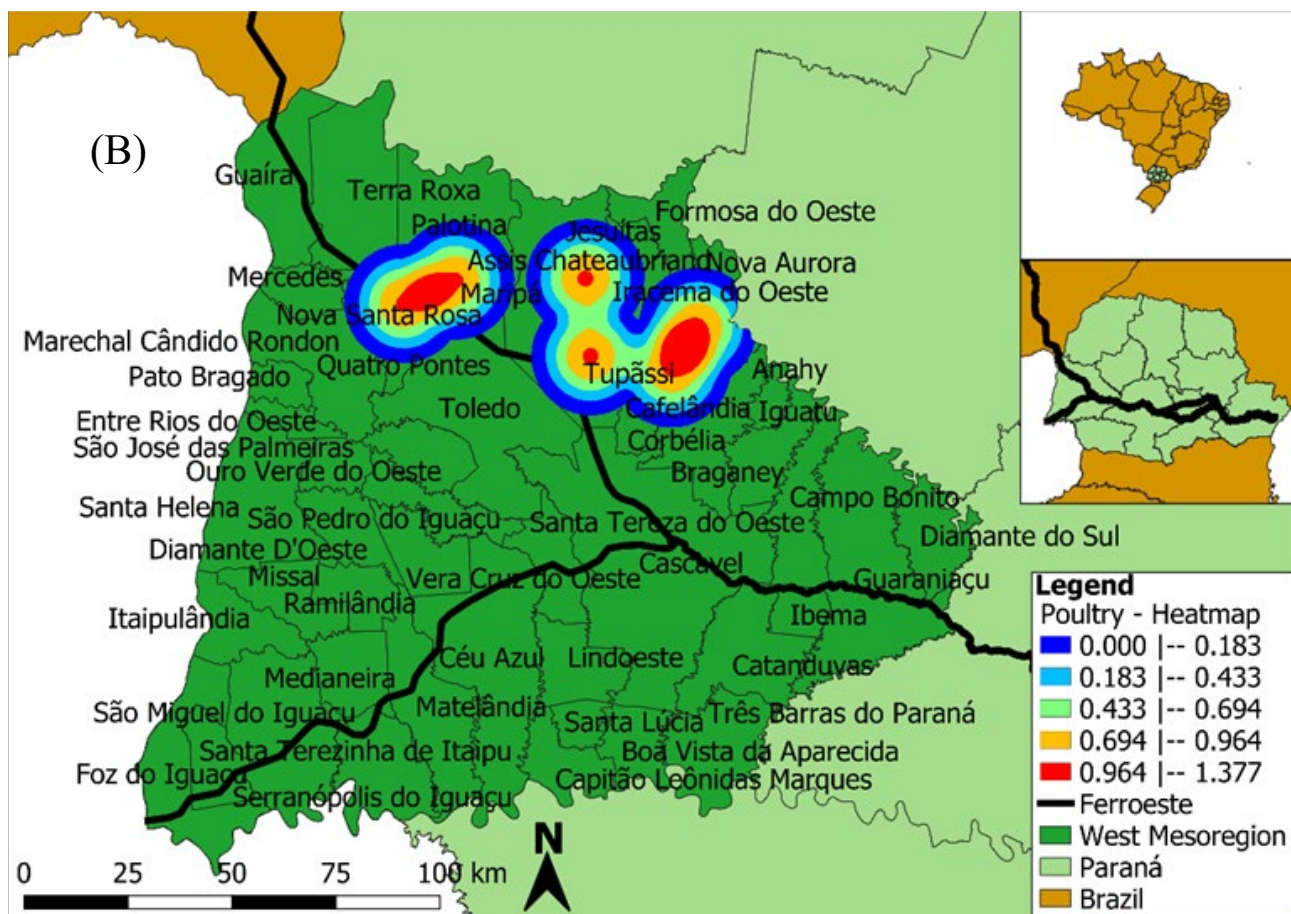 (B)
Guaíra
Terra Roxa
Palotina
Formosa do Oeste
Jesuítas
Assis Chateaubriand
Nova Aurora
Mercedes
Maripá
Iracema do Oeste
Nova Santa Rosa
Marechal Cândido Rondon
Quatro Pontes
Tupãssi
Anahy
Pato Bragado
Toledo
Cafelândia
Iguatu
Entre Rios do Oeste
Corbélia
São José das Palmeiras
Ouro Verde do Oeste
Braganey
Campo Bonito
Santa Helena
São Pedro do Iguaçu
Santa Tereza do Oeste
Diamante do Sul
Diamante D'Oeste
Cascavel
Missal
Vera Cruz do Oeste
Guaraniaçu
Ramilândia
Itaipulândia
Ibema
Céu Azul
Lindoeste
Catanduvas
Medianeira
São Miguel do Iguaçu
Matelândia
Santa Lúcia
Três Barras do Paraná
Santa Terezinha de Itaipu
Boa Vista da Aparecida
Foz do Iguaçu
Capitão Leônidas Marques
Serranópolis do Iguaçu
N
0 25 50 75 100 km
Legend
Poultry - Heatmap
0.000 |-- 0.183
0.183 |-- 0.433
0.433 |-- 0.694
0.694 |-- 0.964
0.964 |-- 1.377
Ferroeste
West Mesoregion
Paraná
Brazil